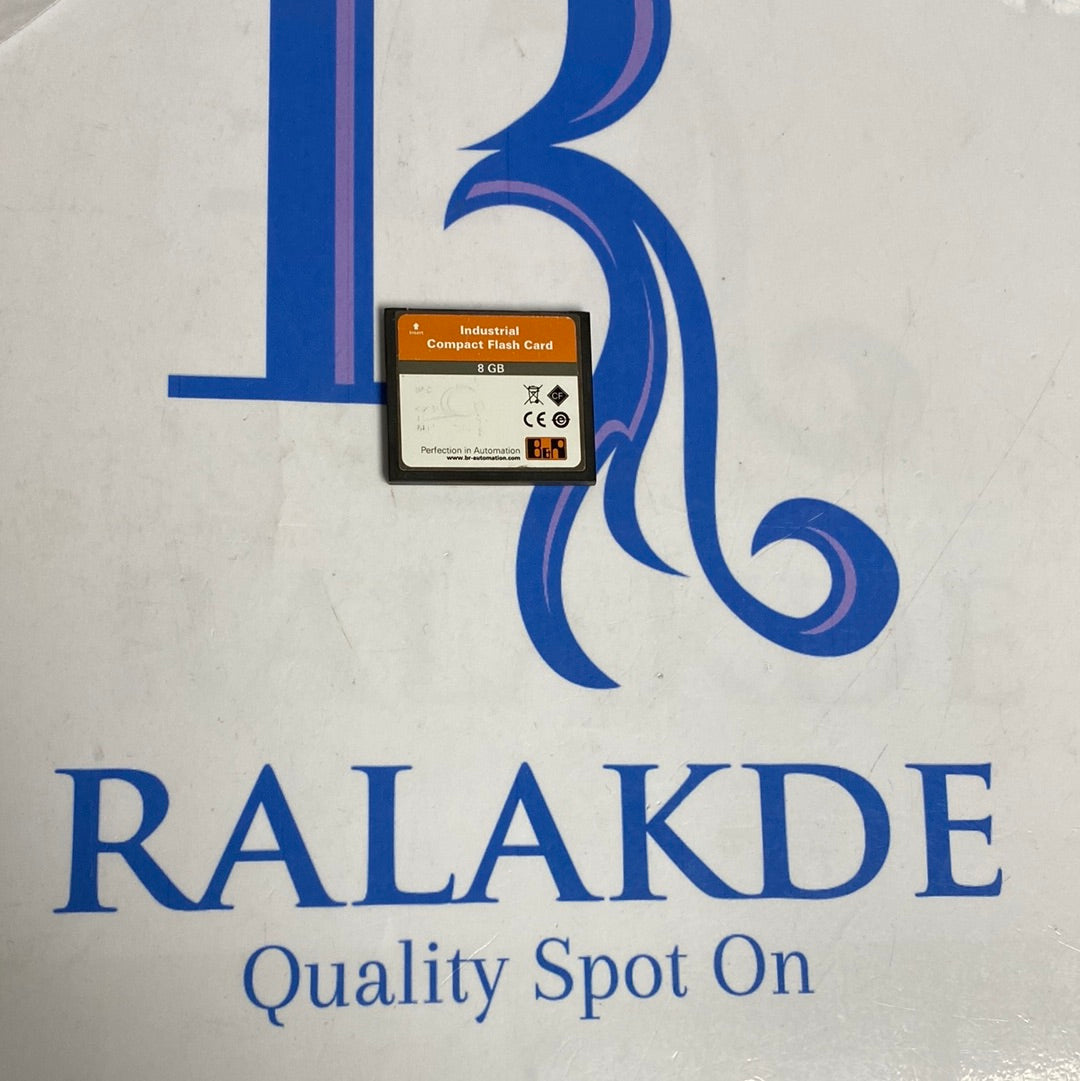 R
Insert
Industrial
Compact Flash Card
8 GB
CF
CE
Perfection in Automation
www.br-automation.com
B&R
RALAKDE
Quality Spot On